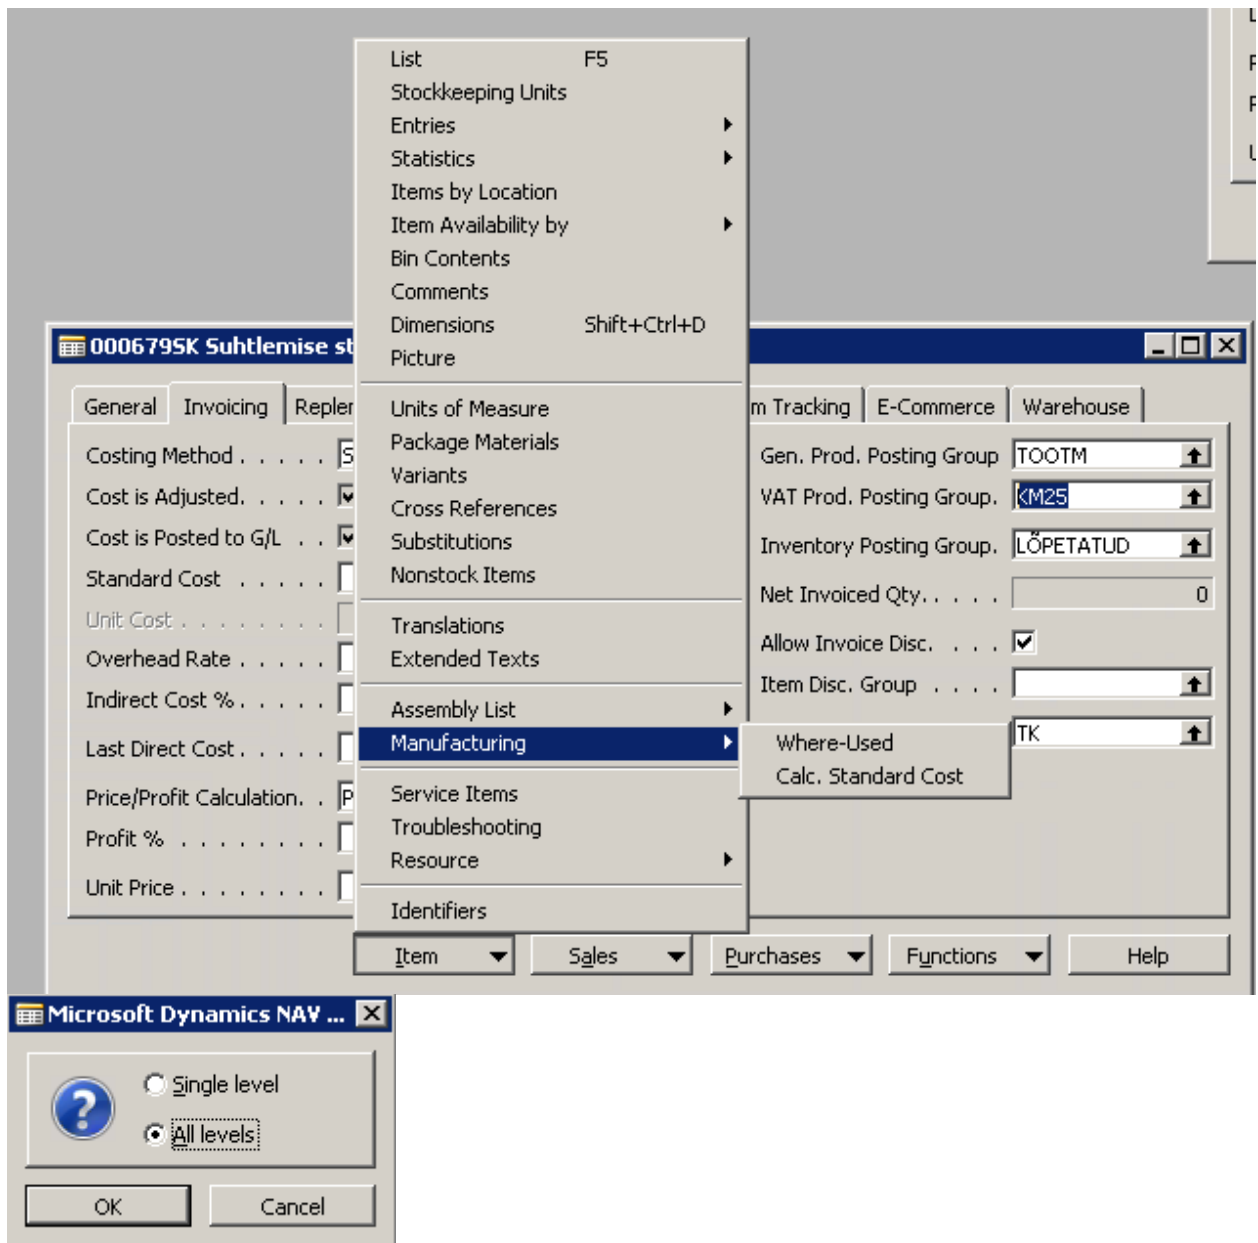 List F5
Stockkeeping Units
Entries
Statistics
Items by Location
Item Availability by
Bin Contents
Comments
Dimensions Shift+Ctrl+D
Picture
Units of Measure
Package Materials
Variants
Cross References
Substitutions
Nonstock Items
Translations
Extended Texts
Assembly List
Manufacturing
Where-Used
Calc. Standard Cost
Service Items
Troubleshooting
Resource
Identifiers
000679SK Suhtlemise st
General Invoicing Repler m Tracking E-Commerce Warehouse
Costing Method . . . . . S
Cost is Adjusted. . . . .
Cost is Posted to G/L . .
Standard Cost . . . . .
Unit Cost . . . . . . . .
Overhead Rate . . . . .
Indirect Cost % . . . . .
Last Direct Cost . . . . .
Price/Profit Calculation. . P
Profit % . . . . . . . .
Unit Price . . . . . . . .
Gen. Prod. Posting Group TOOTM
VAT Prod. Posting Group. KM25
Inventory Posting Group. LÕPETATUD
Net Invoiced Qty. . . . . 0
Allow Invoice Disc. . . . .
Item Disc. Group . . . .
TK
Item Sales Purchases Functions Help
Microsoft Dynamics NAV ...
Single level
All levels
OK Cancel